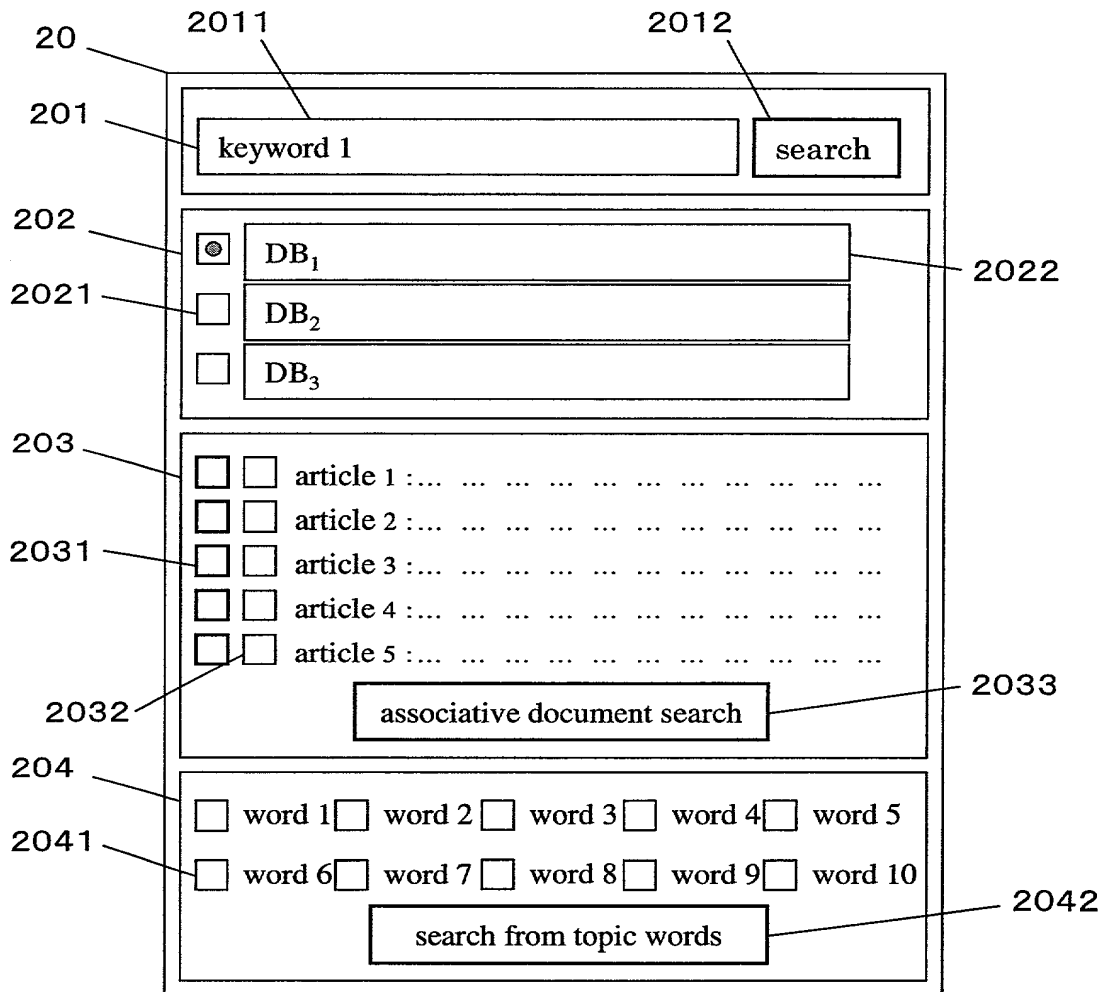 2011 2012
20
201
keyword 1 search
202
DB₁
2022
2021
DB₂
DB₃
203
article 1 :... ... ... ... ... ... ... ... ... ... ...
article 2 :... ... ... ... ... ... ... ... ... ... ...
2031
article 3 :... ... ... ... ... ... ... ... ... ... ...
article 4 :... ... ... ... ... ... ... ... ... ... ...
article 5 :... ... ... ... ... ... ... ... ... ... ...
2033
2032
associative document search
204
word 1 word 2 word 3 word 4 word 5
2041
word 6 word 7 word 8 word 9 word 10
2042
search from topic words